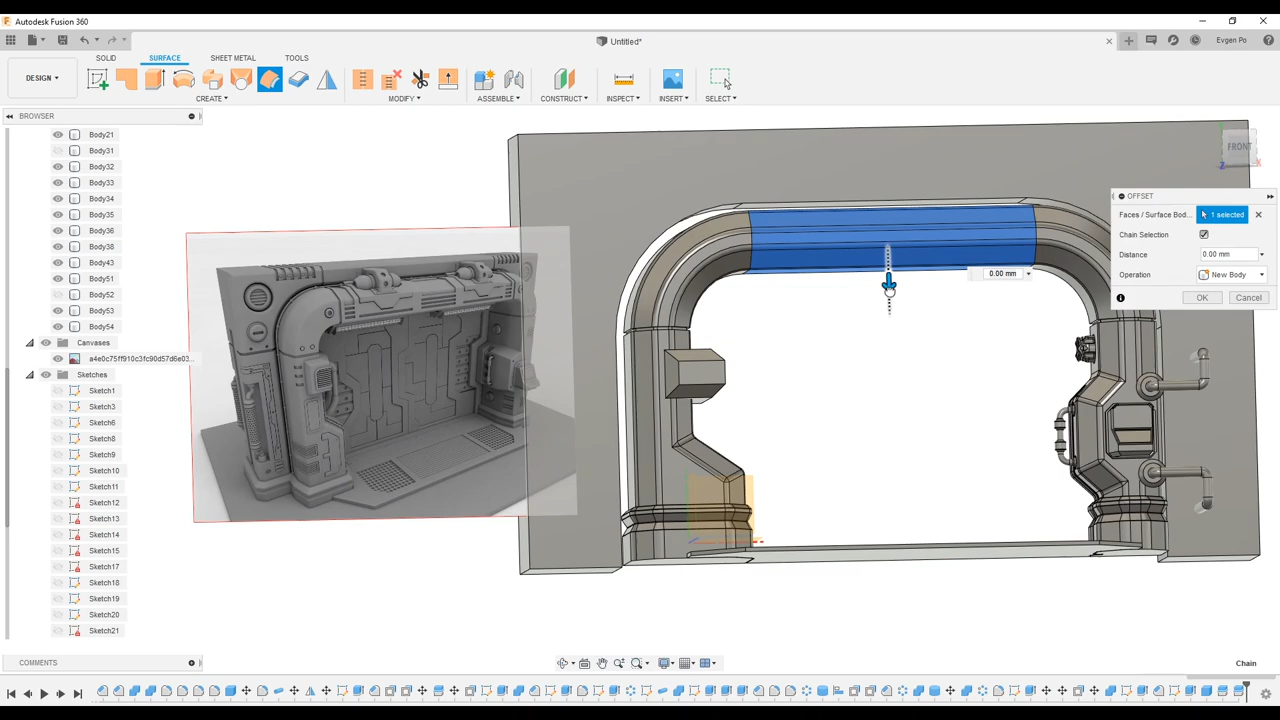 Autodesk Fusion 360
Untitled*
Evgen Po
DESIGN
SOLID
SURFACE
SHEET METAL
TOOLS
CREATE
MODIFY
ASSEMBLE
CONSTRUCT
INSPECT
INSERT
SELECT
BROWSER
Body21
Body31
Body32
Body33
Body34
Body35
Body36
Body38
Body43
Body51
Body52
Body53
Body54
Canvases
a4e0c75ff910c3fc90d57d6e03...
Sketches
Sketch1
Sketch3
Sketch6
Sketch8
Sketch9
Sketch10
Sketch11
Sketch12
Sketch13
Sketch14
Sketch15
Sketch17
Sketch18
Sketch19
Sketch20
Sketch21
FRONT
Z
X
OFFSET
Faces / Surface Bod... 1 selected
Chain Selection
Distance 0.00 mm
Operation New Body
OK Cancel
0.00 mm
COMMENTS
Chain